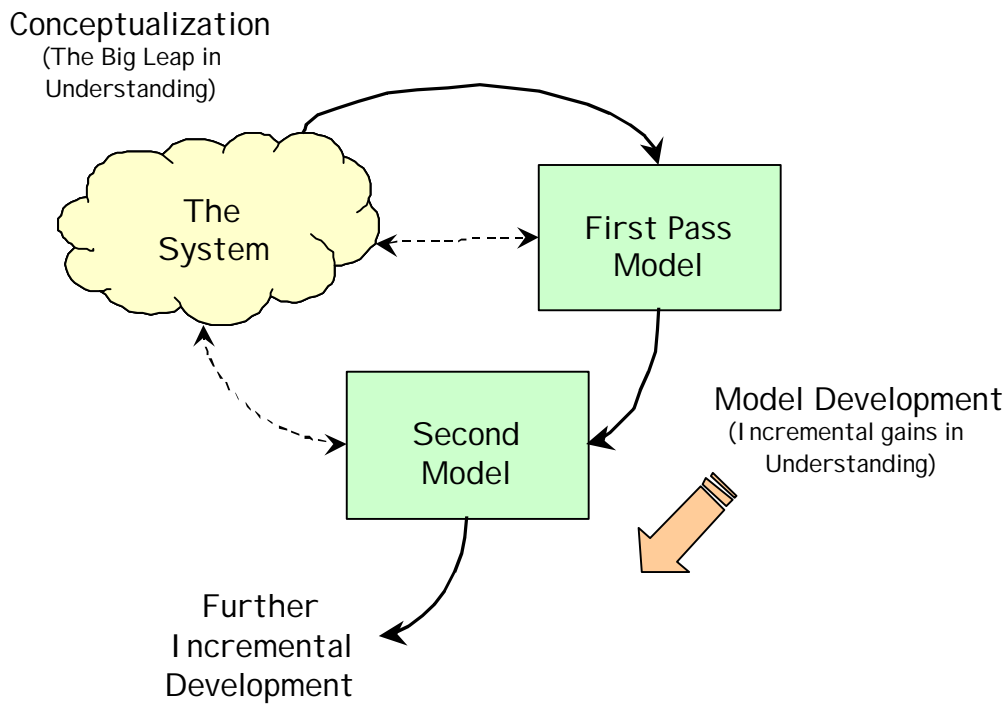 Conceptualization
(The Big Leap in
Understanding)
The
System
First Pass
Model
Model Development
(Incremental gains in
Understanding)
Second
Model
Further
Incremental
Development